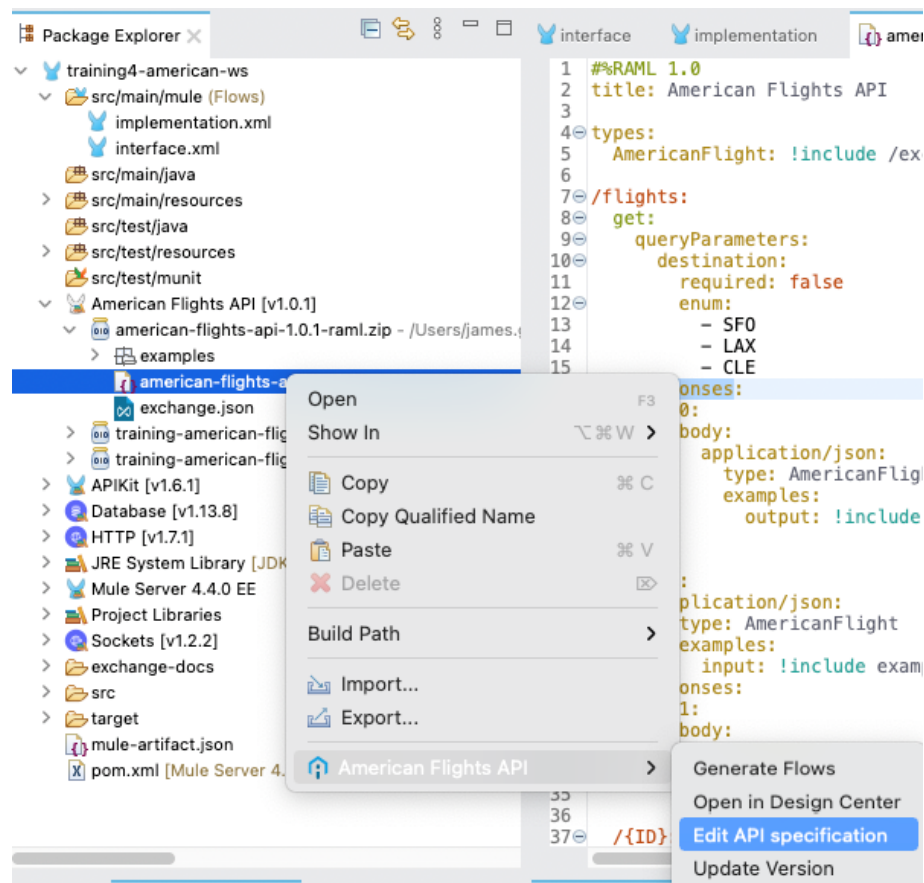 Package Explorer
training4-american-ws
src/main/mule (Flows)
implementation.xml
interface.xml
src/main/java
src/main/resources
src/test/java
src/test/resources
src/test/munit
American Flights API [v1.0.1]
american-flights-api-1.0.1-raml.zip - /Users/james.
examples
american-flights-a
exchange.json
training-american-flig
training-american-flig
APIKit [v1.6.1]
Database [v1.13.8]
HTTP [v1.7.1]
JRE System Library [JDK
Mule Server 4.4.0 EE
Project Libraries
Sockets [v1.2.2]
exchange-docs
src
target
mule-artifact.json
pom.xml [Mule Server 4.
interface implementation amer
1 #%RAML 1.0
2 title: American Flights API
3
4 types:
5 AmericanFlight: !include /ex
6
7 /flights:
8 get:
9 queryParameters:
10 destination:
11 required: false
12 enum:
13 - SFO
14 - LAX
15 - CLE
onses:
0:
body:
application/json:
type: AmericanFlig
examples:
output: !include
:
plication/json:
type: AmericanFlight
examples:
input: !include exam
onses:
1:
body:
35
36
37 /{ID}
Open F3
Show In ⌥⌘W
Copy ⌘ C
Copy Qualified Name
Paste ⌘ V
Delete ⌦
Build Path
Import...
Export...
American Flights API
Generate Flows
Open in Design Center
Edit API specification
Update Version